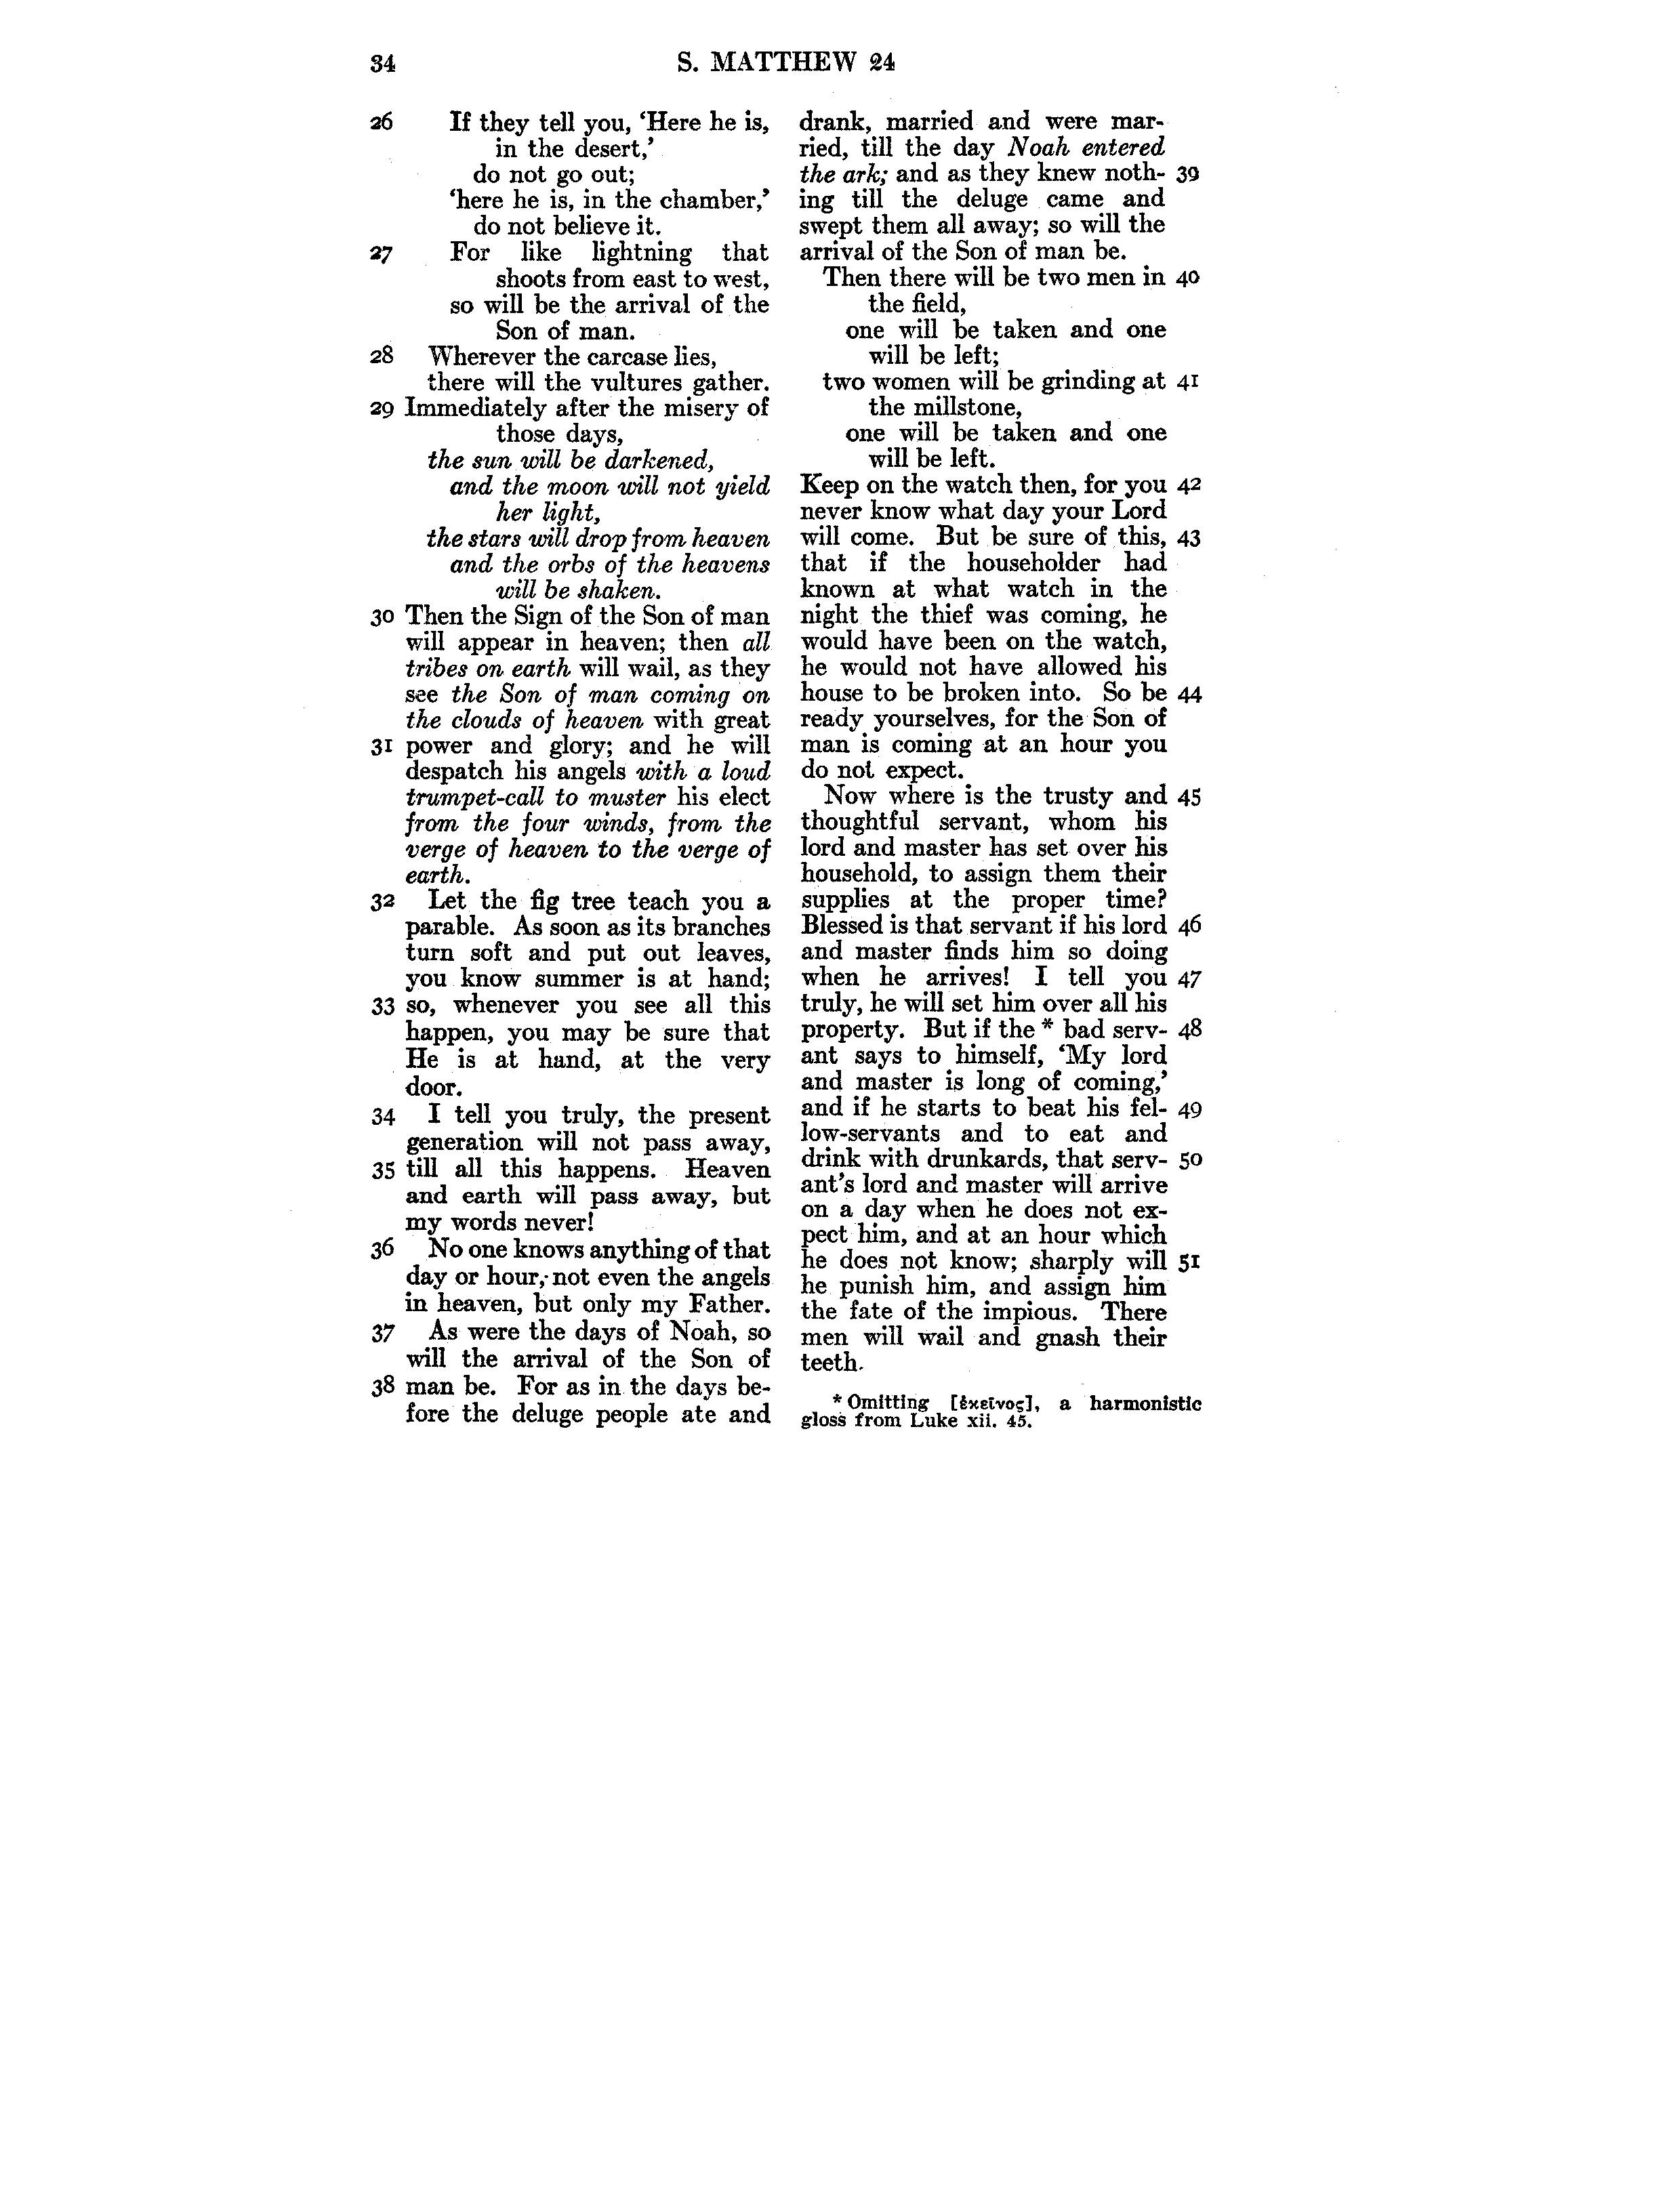 34 S. MATTHEW 24
26 If they tell you, ‘Here he is,
in the desert,’
do not go out;
‘here he is, in the chamber,’
do not believe it.
27 For like lightning that
shoots from east to west,
so will be the arrival of the
Son of man.
28 Wherever the carcase lies,
there will the vultures gather.
29 Immediately after the misery of
those days,
the sun will be darkened,
and the moon will not yield
her light,
the stars will drop from heaven
and the orbs of the heavens
will be shaken.
30 Then the Sign of the Son of man
will appear in heaven; then all
tribes on earth will wail, as they
see the Son of man coming on
the clouds of heaven with great
31 power and glory; and he will
despatch his angels with a loud
trumpet-call to muster his elect
from the four winds, from the
verge of heaven to the verge of
earth.
32 Let the fig tree teach you a
parable. As soon as its branches
turn soft and put out leaves,
you know summer is at hand;
33 so, whenever you see all this
happen, you may be sure that
He is at hand, at the very
door.
34 I tell you truly, the present
generation will not pass away,
35 till all this happens. Heaven
and earth will pass away, but
my words never!
36 No one knows anything of that
day or hour, not even the angels
in heaven, but only my Father.
37 As were the days of Noah, so
will the arrival of the Son of
38 man be. For as in the days be-
fore the deluge people ate and
drank, married and were mar-
ried, till the day Noah entered
the ark; and as they knew noth- 39
ing till the deluge came and
swept them all away; so will the
arrival of the Son of man be.
Then there will be two men in 40
the field,
one will be taken and one
will be left;
two women will be grinding at 41
the millstone,
one will be taken and one
will be left.
Keep on the watch then, for you 42
never know what day your Lord
will come. But be sure of this, 43
that if the householder had
known at what watch in the
night the thief was coming, he
would have been on the watch,
he would not have allowed his
house to be broken into. So be 44
ready yourselves, for the Son of
man is coming at an hour you
do not expect.
Now where is the trusty and 45
thoughtful servant, whom his
lord and master has set over his
household, to assign them their
supplies at the proper time?
Blessed is that servant if his lord 46
and master finds him so doing
when he arrives! I tell you 47
truly, he will set him over all his
property. But if the * bad serv- 48
ant says to himself, ‘My lord
and master is long of coming,’
and if he starts to beat his fel- 49
low-servants and to eat and
drink with drunkards, that serv- 50
ant’s lord and master will arrive
on a day when he does not ex-
pect him, and at an hour which
he does not know; sharply will 51
he punish him, and assign him
the fate of the impious. There
men will wail and gnash their
teeth.
* Omitting [ἐκεῖνος], a harmonistic
gloss from Luke xii. 45.